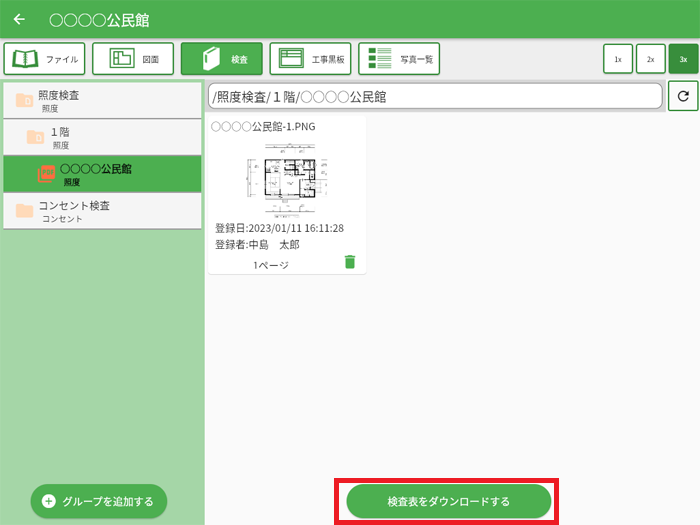 ○○○○公民館
ファイル
図面
検査
工事黒板
写真一覧
1x
2x
3x
照度検査
照度
１階
照度
○○○○公民館
照度
コンセント検査
コンセント
/照度検査/１階/○○○○公民館
○○○○公民館-1.PNG
登録日:2023/01/11 16:11:28
登録者:中島　太郎
1ページ
グループを追加する
検査表をダウンロードする